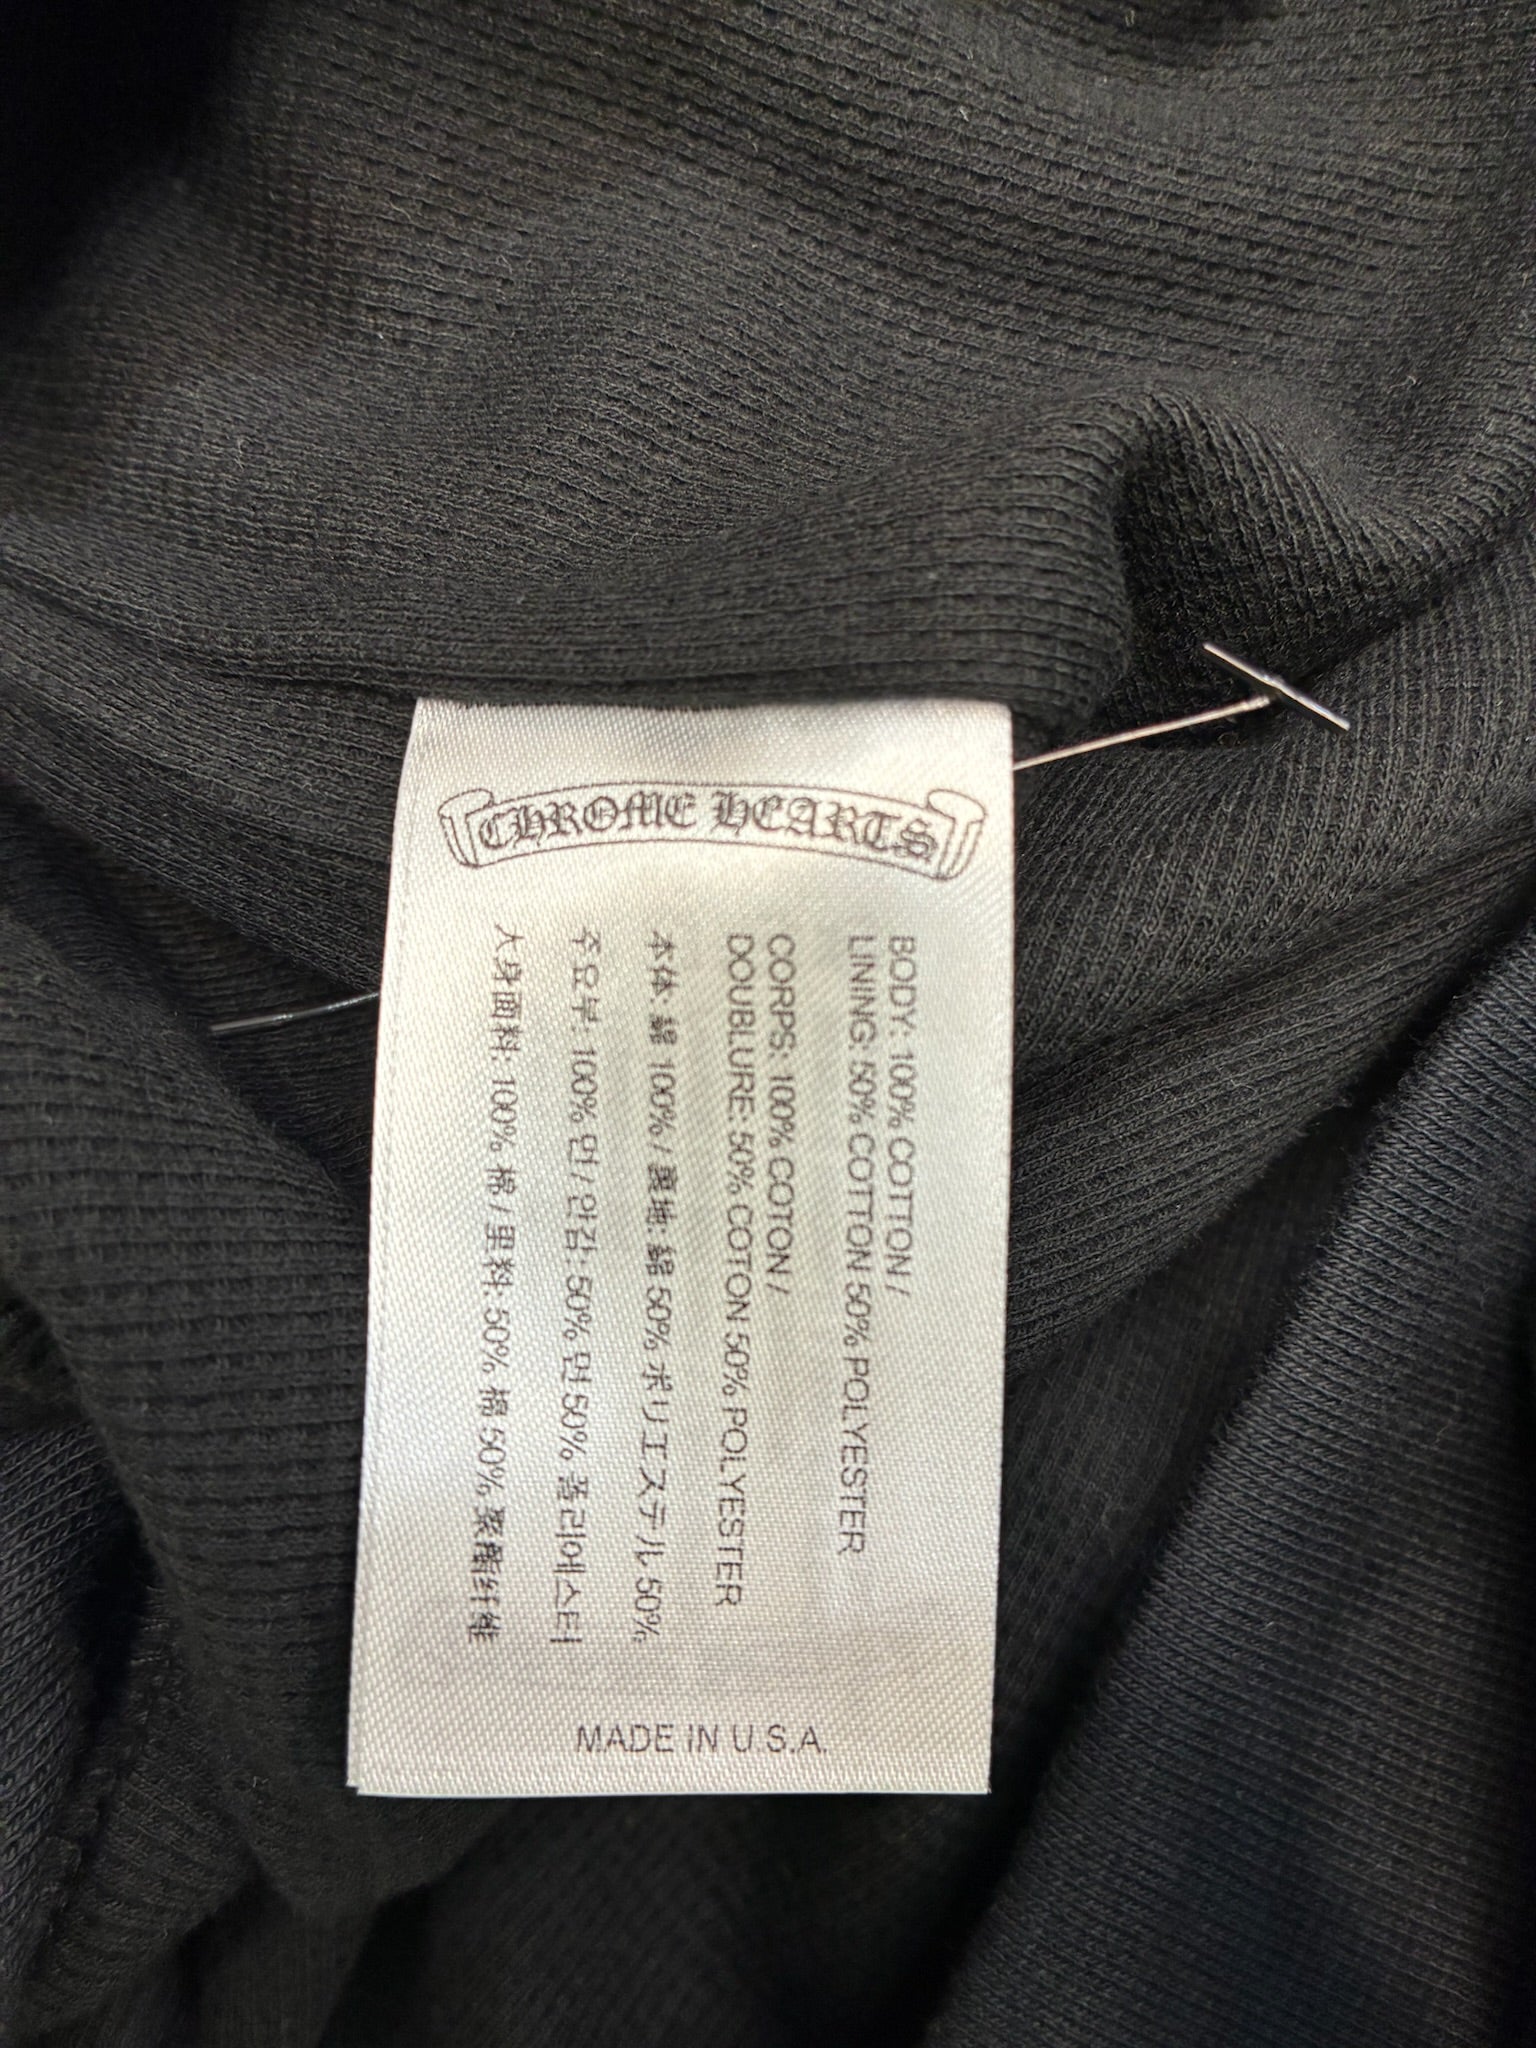 CHROME HEARTS
BODY: 100% COTTON /
LINING: 50% COTTON 50% POLYESTER
CORPS: 100% COTON /
DOUBLURE: 50% COTON 50% POLYESTER
本体: 綿 100% / 裏地: 綿 50% ポリエステル 50%
주요부: 100% 면 / 안감: 50% 면 50% 폴리에스터
大身面料: 100% 棉 / 里料: 50% 棉 50% 聚酯纤维
MADE IN U.S.A.